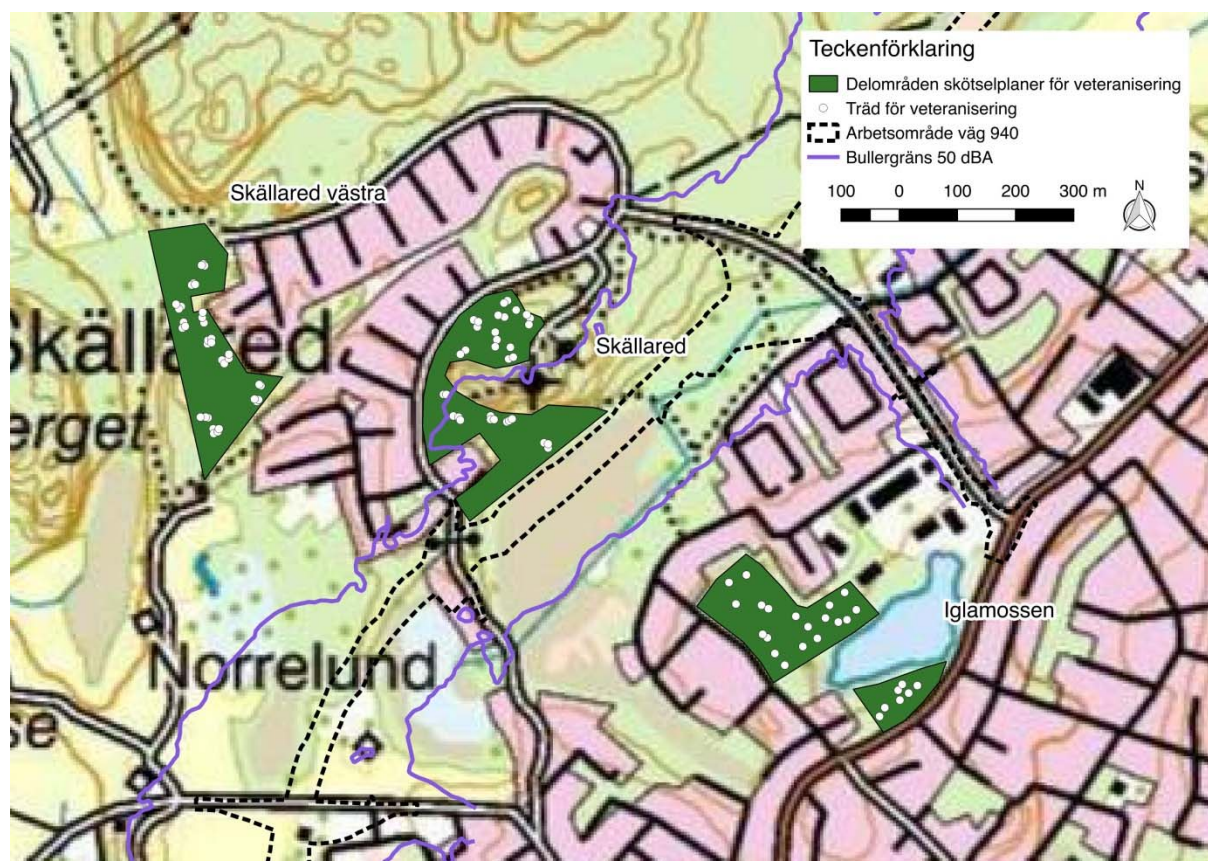 Teckenförklaring
Delområden skötselplaner för veteranisering
Träd för veteranisering
Arbetsområde väg 940
Bullergräns 50 dBA
100 0 100 200 300 m
N
Skällared västra
Skällared
Skällared
erget
Iglamossen
Norrelund
se